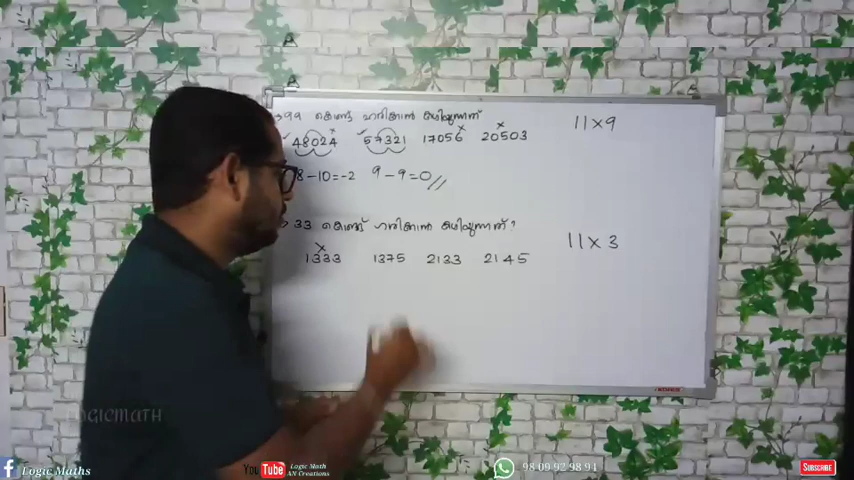 99 കൊണ്ട് ഹരിക്കാൻ കഴിയുന്നത്
11×9
48024 57321 17056 20503
8-10=-2 9-9=0//
33 കൊണ്ട് ഹരിക്കാൻ കഴിയുന്നത്?
11×3
1333 1375 2133 2145
LOGICMATH
Logic Maths
YouTube
Logic Math
AN Creations
98 09 92 98 91
SUBSCRIBE